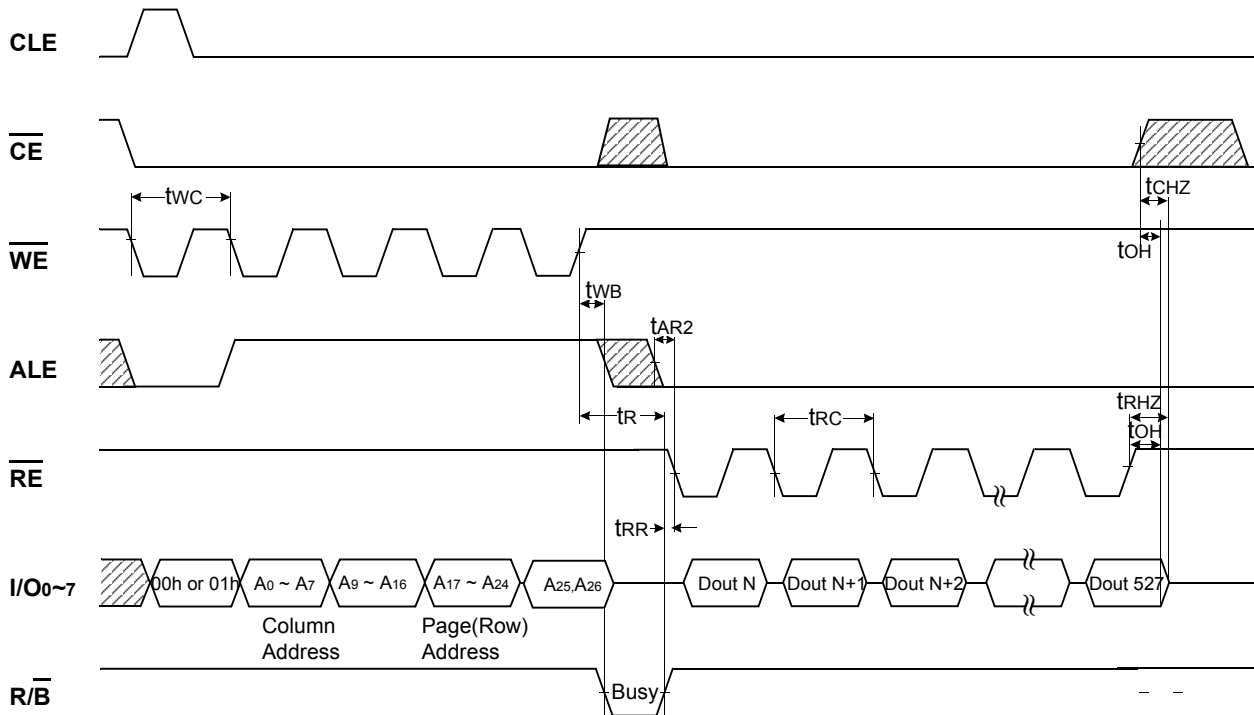 CLE
CE
tCHZ
tWC
tOH
WE
tWB
tAR2
ALE
tR
tRC
tRHZ
tOH
RE
tRR
I/O0~7
00h or 01h
A0 ~ A7
A9 ~ A16
A17 ~ A24
A25,A26
Dout N
Dout N+1
Dout N+2
Dout 527
Column
Address
Page(Row)
Address
R/B
Busy